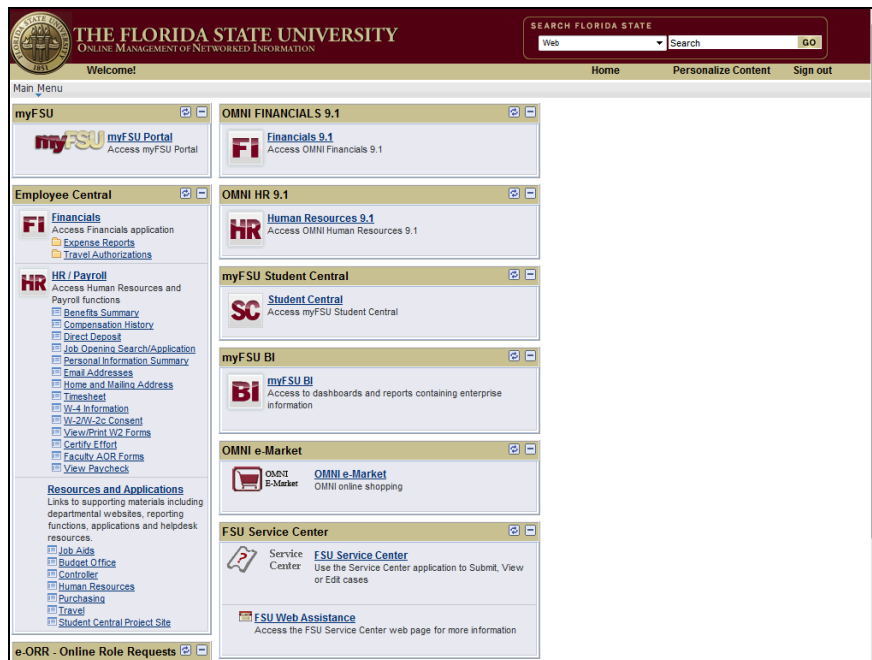 THE FLORIDA STATE UNIVERSITY
ONLINE MANAGEMENT OF NETWORKED INFORMATION
SEARCH FLORIDA STATE
Web Search GO
Welcome! Home Personalize Content Sign out
Main Menu
myFSU
myFSU myFSU Portal
Access myFSU Portal
Employee Central
FI Financials
Access Financials application
Expense Reports
Travel Authorizations
HR HR / Payroll
Access Human Resources and
Payroll functions
Benefits Summary
Compensation History
Direct Deposit
Job Opening Search/Application
Personal Information Summary
Email Addresses
Home and Mailing Address
Timesheet
W-4 Information
W-2/W-2c Consent
View/Print W2 Forms
Certify Effort
Faculty AOR Forms
View Paycheck
Resources and Applications
Links to supporting materials including
departmental websites, reporting
functions, applications and helpdesk
resources.
Job Aids
Budget Office
Controller
Human Resources
Purchasing
Travel
Student Central Project Site
e-ORR - Online Role Requests
OMNI FINANCIALS 9.1
FI Financials 9.1
Access OMNI Financials 9.1
OMNI HR 9.1
HR Human Resources 9.1
Access OMNI Human Resources 9.1
myFSU Student Central
SC Student Central
Access myFSU Student Central
myFSU BI
BI myFSU BI
Access to dashboards and reports containing enterprise
information
OMNI e-Market
OMNI
E-Market
OMNI e-Market
OMNI online shopping
FSU Service Center
Service
Center
FSU Service Center
Use the Service Center application to Submit, View
or Edit cases
FSU Web Assistance
Access the FSU Service Center web page for more information